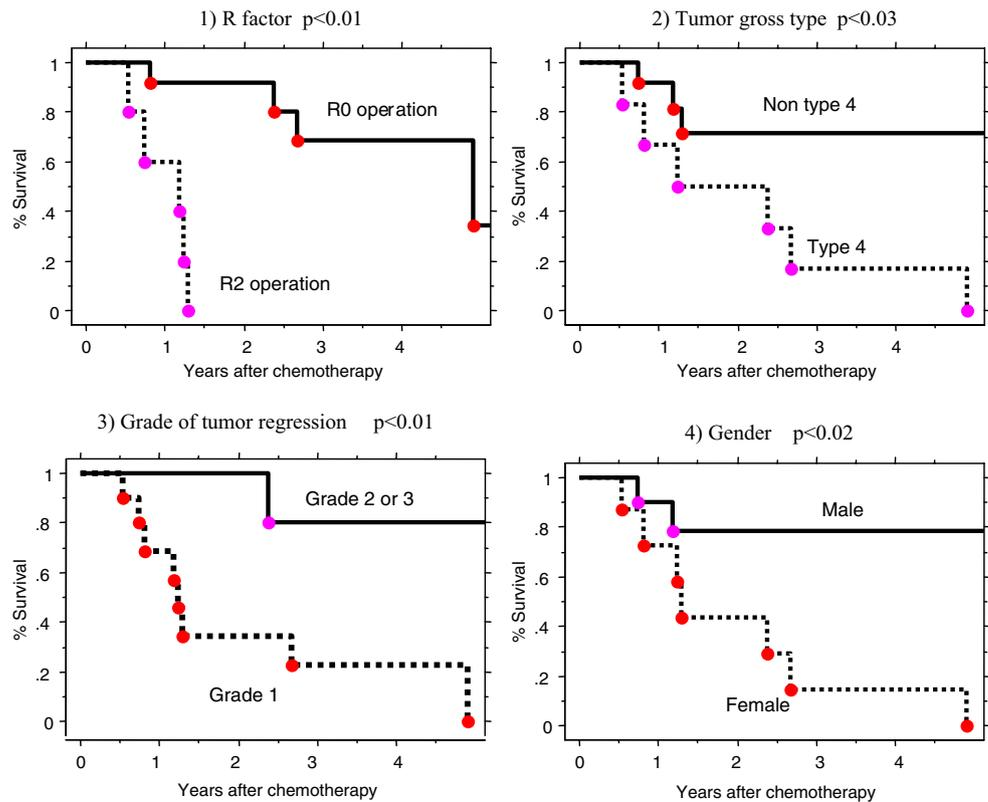 1) R factor p<0.01
1
.8
.6
.4
.2
0
% Survival
R0 operation
R2 operation
0 1 2 3 4
Years after chemotherapy
2) Tumor gross type p<0.03
1
.8
.6
.4
.2
0
% Survival
Non type 4
Type 4
0 1 2 3 4
Years after chemotherapy
3) Grade of tumor regression p<0.01
1
.8
.6
.4
.2
0
% Survival
Grade 2 or 3
Grade 1
0 1 2 3 4
Years after chemotherapy
4) Gender p<0.02
1
.8
.6
.4
.2
0
% Survival
Male
Female
0 1 2 3 4
Years after chemotherapy